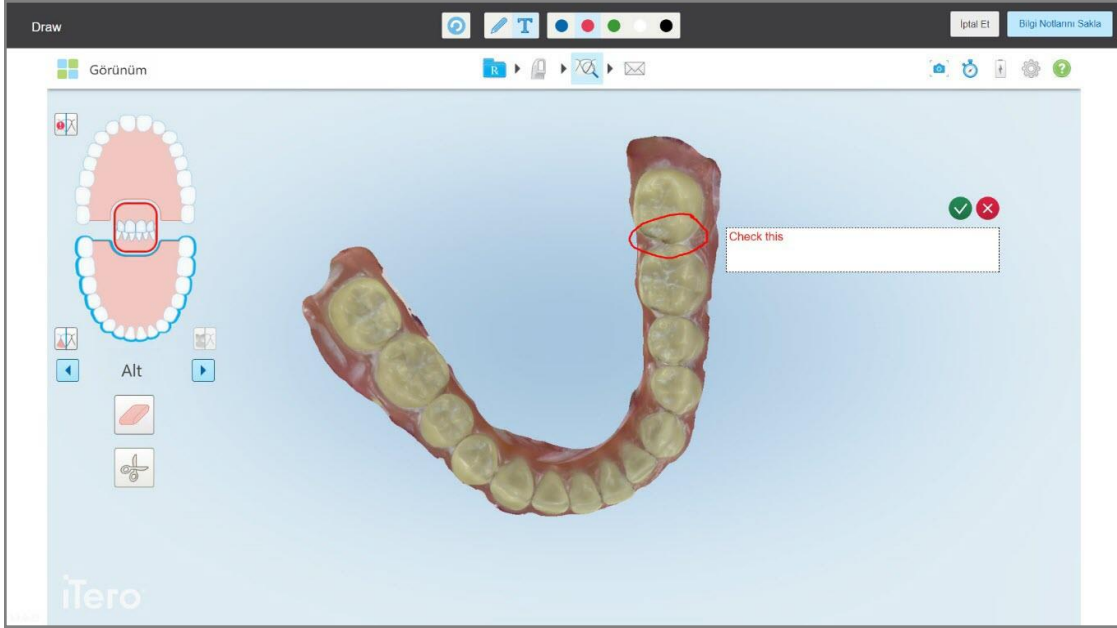 Draw
T
İptal Et
Bilgi Notlarını Sakla
Görünüm
R
?
Check this
Alt
iTero